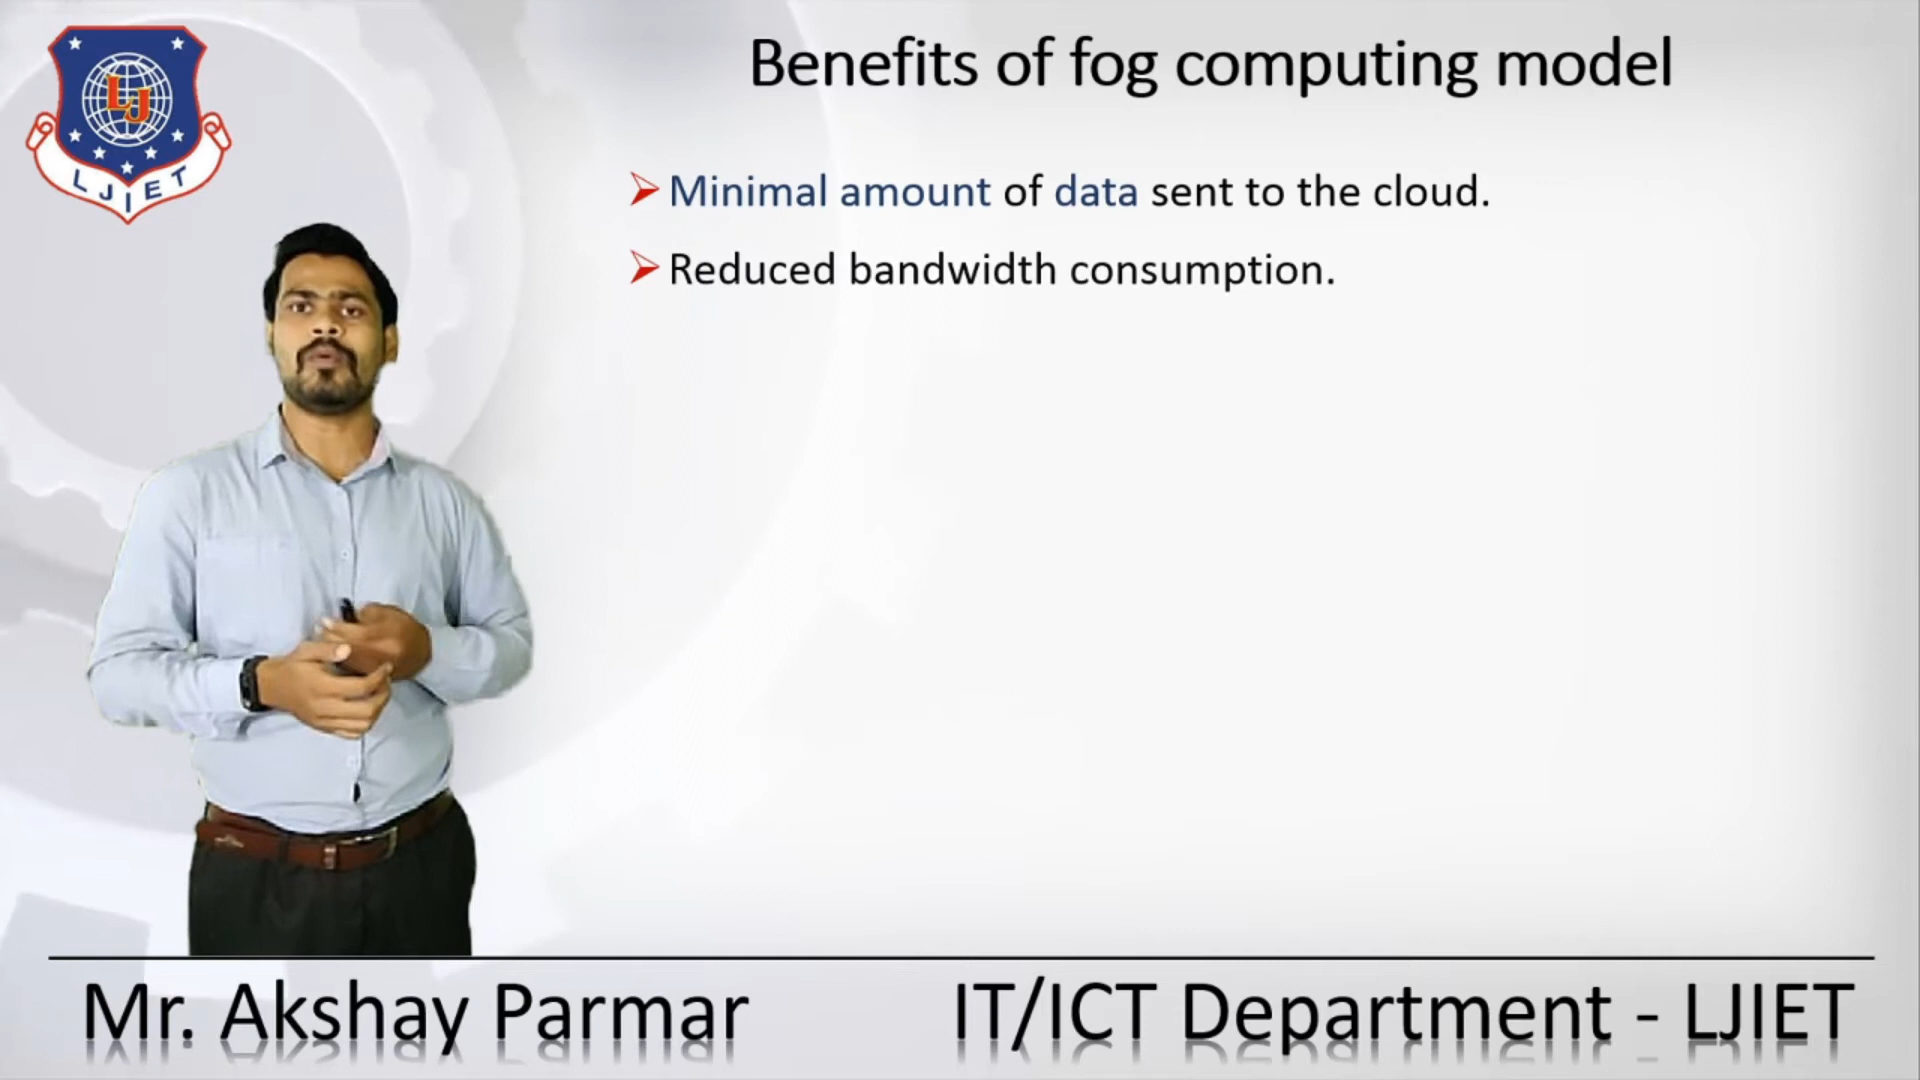 LJ
LJIET
Benefits of fog computing model
Minimal amount of data sent to the cloud.
Reduced bandwidth consumption.
Mr. Akshay Parmar
IT/ICT Department - LJIET